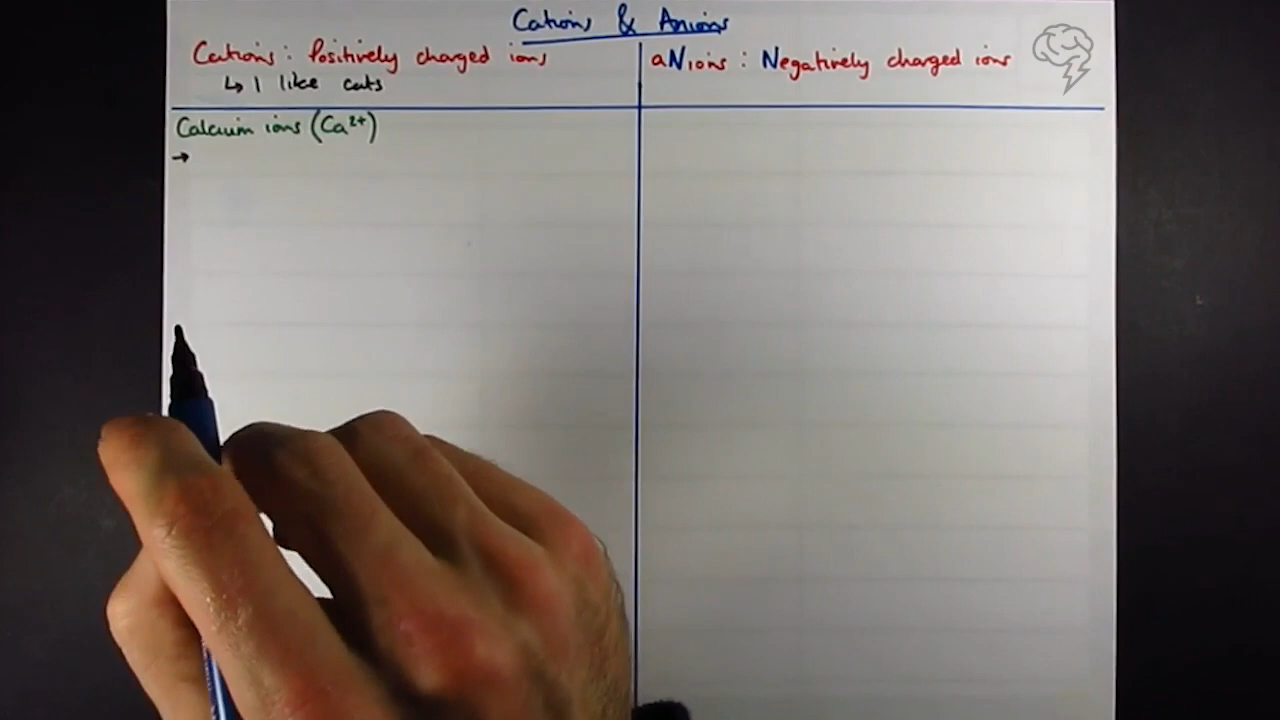 Cations & Anions
Cations : Positively charged ions
↳ I like cats
aNions : Negatively charged ions
Calcium ions (Ca²⁺)
→